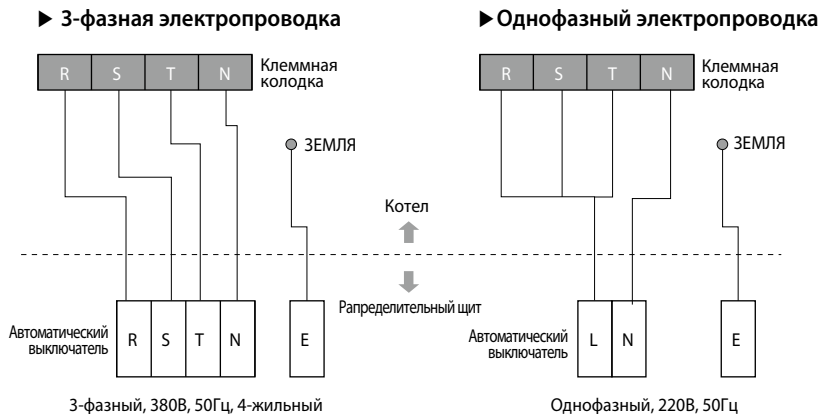 ▶ 3-фазная электропроводка
R S T N
Клеммная
колодка
ЗЕМЛЯ
Автоматический
выключатель
R S T N
E
3-фазный, 380В, 50Гц, 4-жильный
Котел
Рапределительный щит
▶Однофазный электропроводка
R S T N
Клеммная
колодка
ЗЕМЛЯ
Автоматический
выключатель
L N
E
Однофазный, 220В, 50Гц